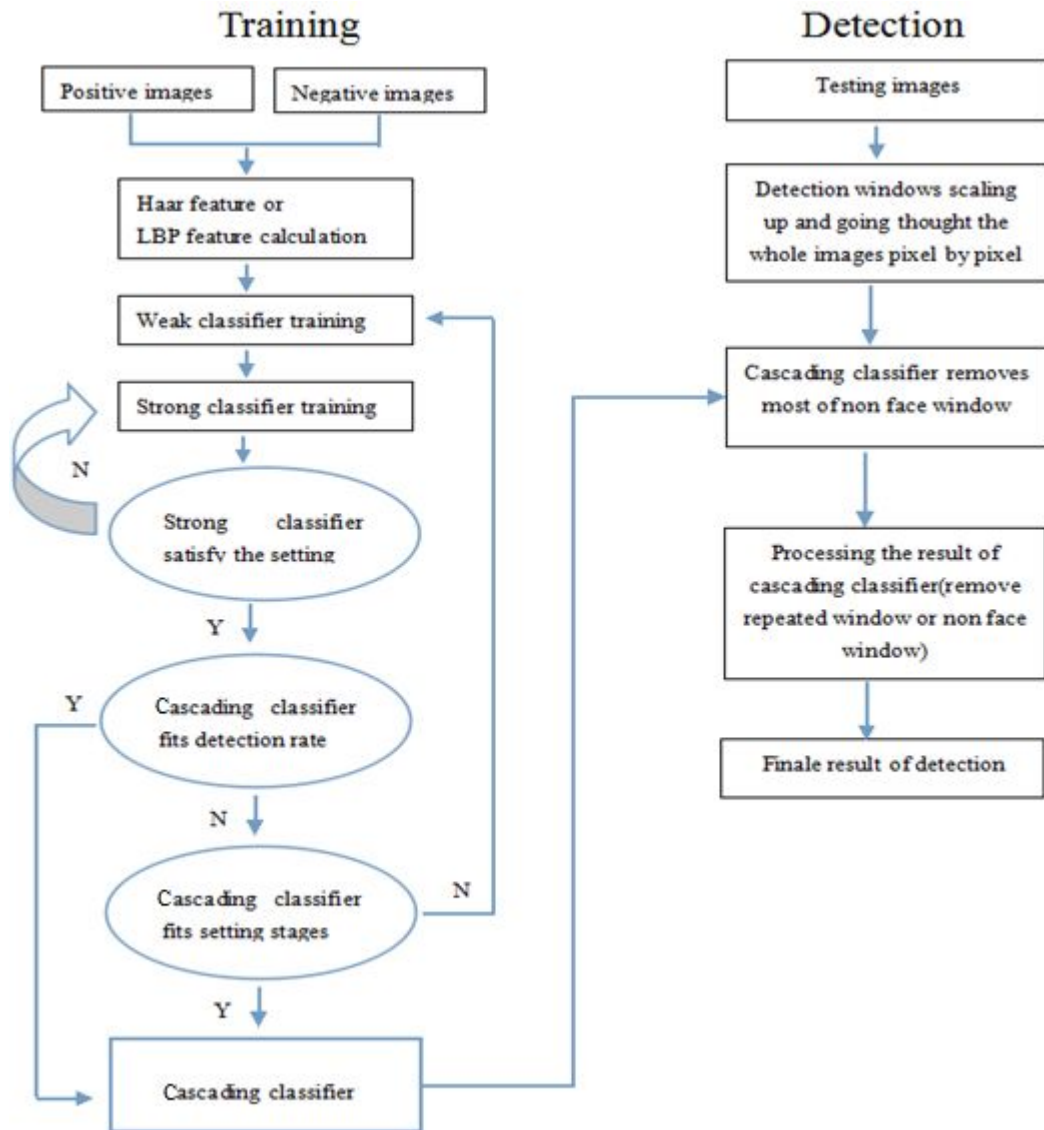 Training
Positive images
Negative images
Haar feature or
LBP feature calculation
Weak classifier training
Strong classifier training
N
Strong classifier
satisfy the setting
Y
Y
Cascading classifier
fits detection rate
N
Cascading classifier
fits setting stages
N
Y
Cascading classifier
Detection
Testing images
Detection windows scaling
up and going thought the
whole images pixel by pixel
Cascading classifier removes
most of non face window
Processing the result of
cascading classifier(remove
repeated window or non face
window)
Finale result of detection